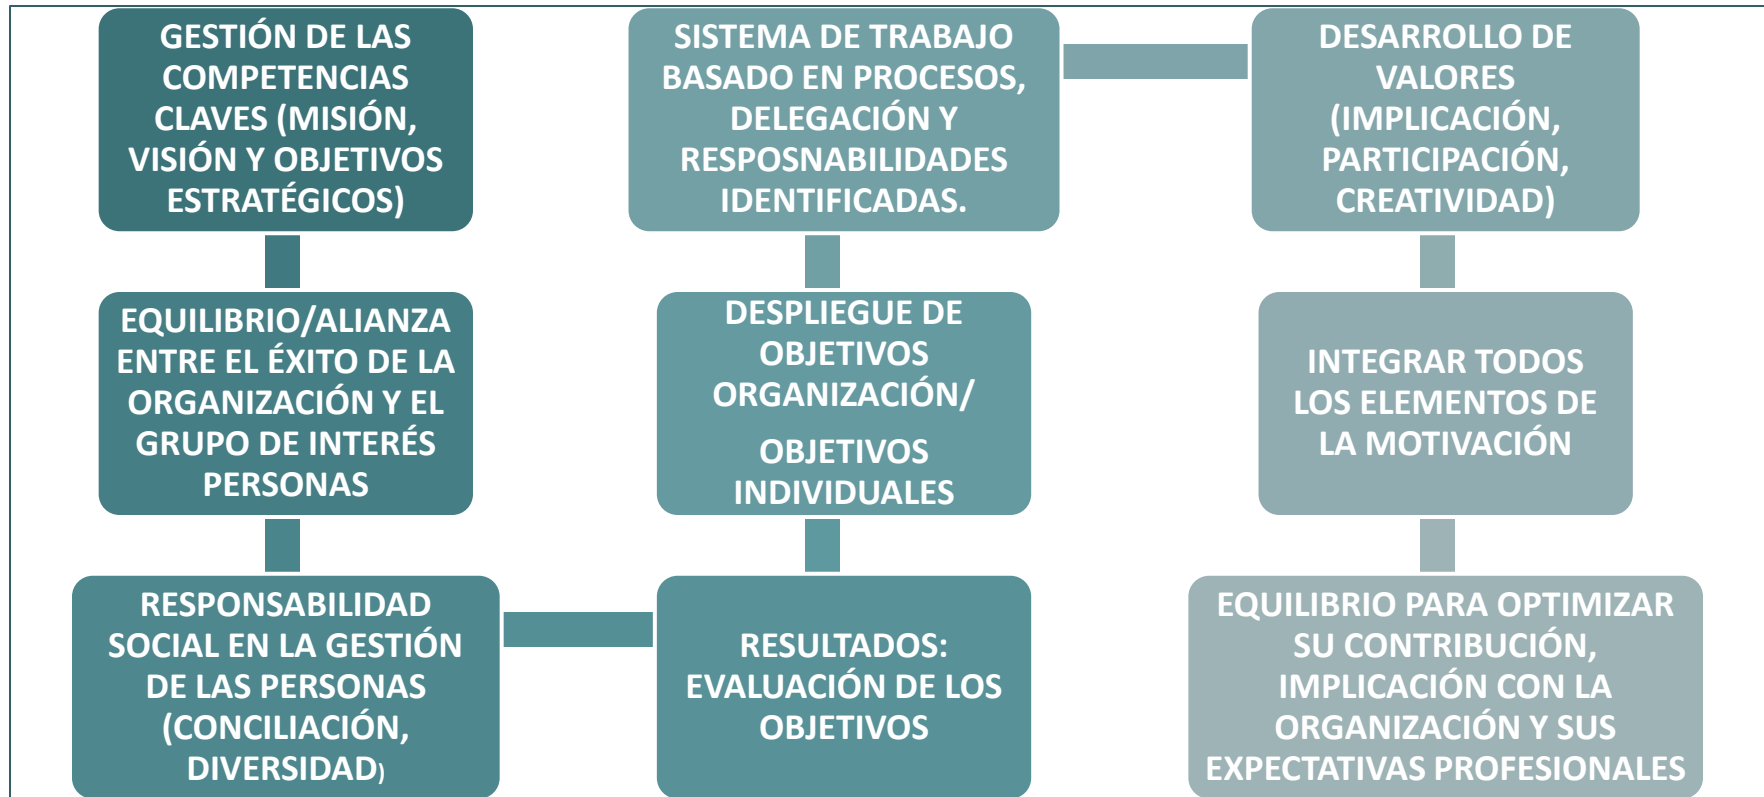 GESTIÓN DE LAS
COMPETENCIAS
CLAVES (MISIÓN,
VISIÓN Y OBJETIVOS
ESTRATÉGICOS)
EQUILIBRIO/ALIANZA
ENTRE EL ÉXITO DE LA
ORGANIZACIÓN Y EL
GRUPO DE INTERÉS
PERSONAS
RESPONSABILIDAD
SOCIAL EN LA GESTIÓN
DE LAS PERSONAS
(CONCILIACIÓN,
DIVERSIDAD)
RESULTADOS:
EVALUACIÓN DE LOS
OBJETIVOS
DESPLIEGUE DE
OBJETIVOS
ORGANIZACIÓN/
OBJETIVOS
INDIVIDUALES
SISTEMA DE TRABAJO
BASADO EN PROCESOS,
DELEGACIÓN Y
RESPOSNABILIDADES
IDENTIFICADAS.
DESARROLLO DE
VALORES
(IMPLICACIÓN,
PARTICIPACIÓN,
CREATIVIDAD)
INTEGRAR TODOS
LOS ELEMENTOS DE
LA MOTIVACIÓN
EQUILIBRIO PARA OPTIMIZAR
SU CONTRIBUCIÓN,
IMPLICACIÓN CON LA
ORGANIZACIÓN Y SUS
EXPECTATIVAS PROFESIONALES